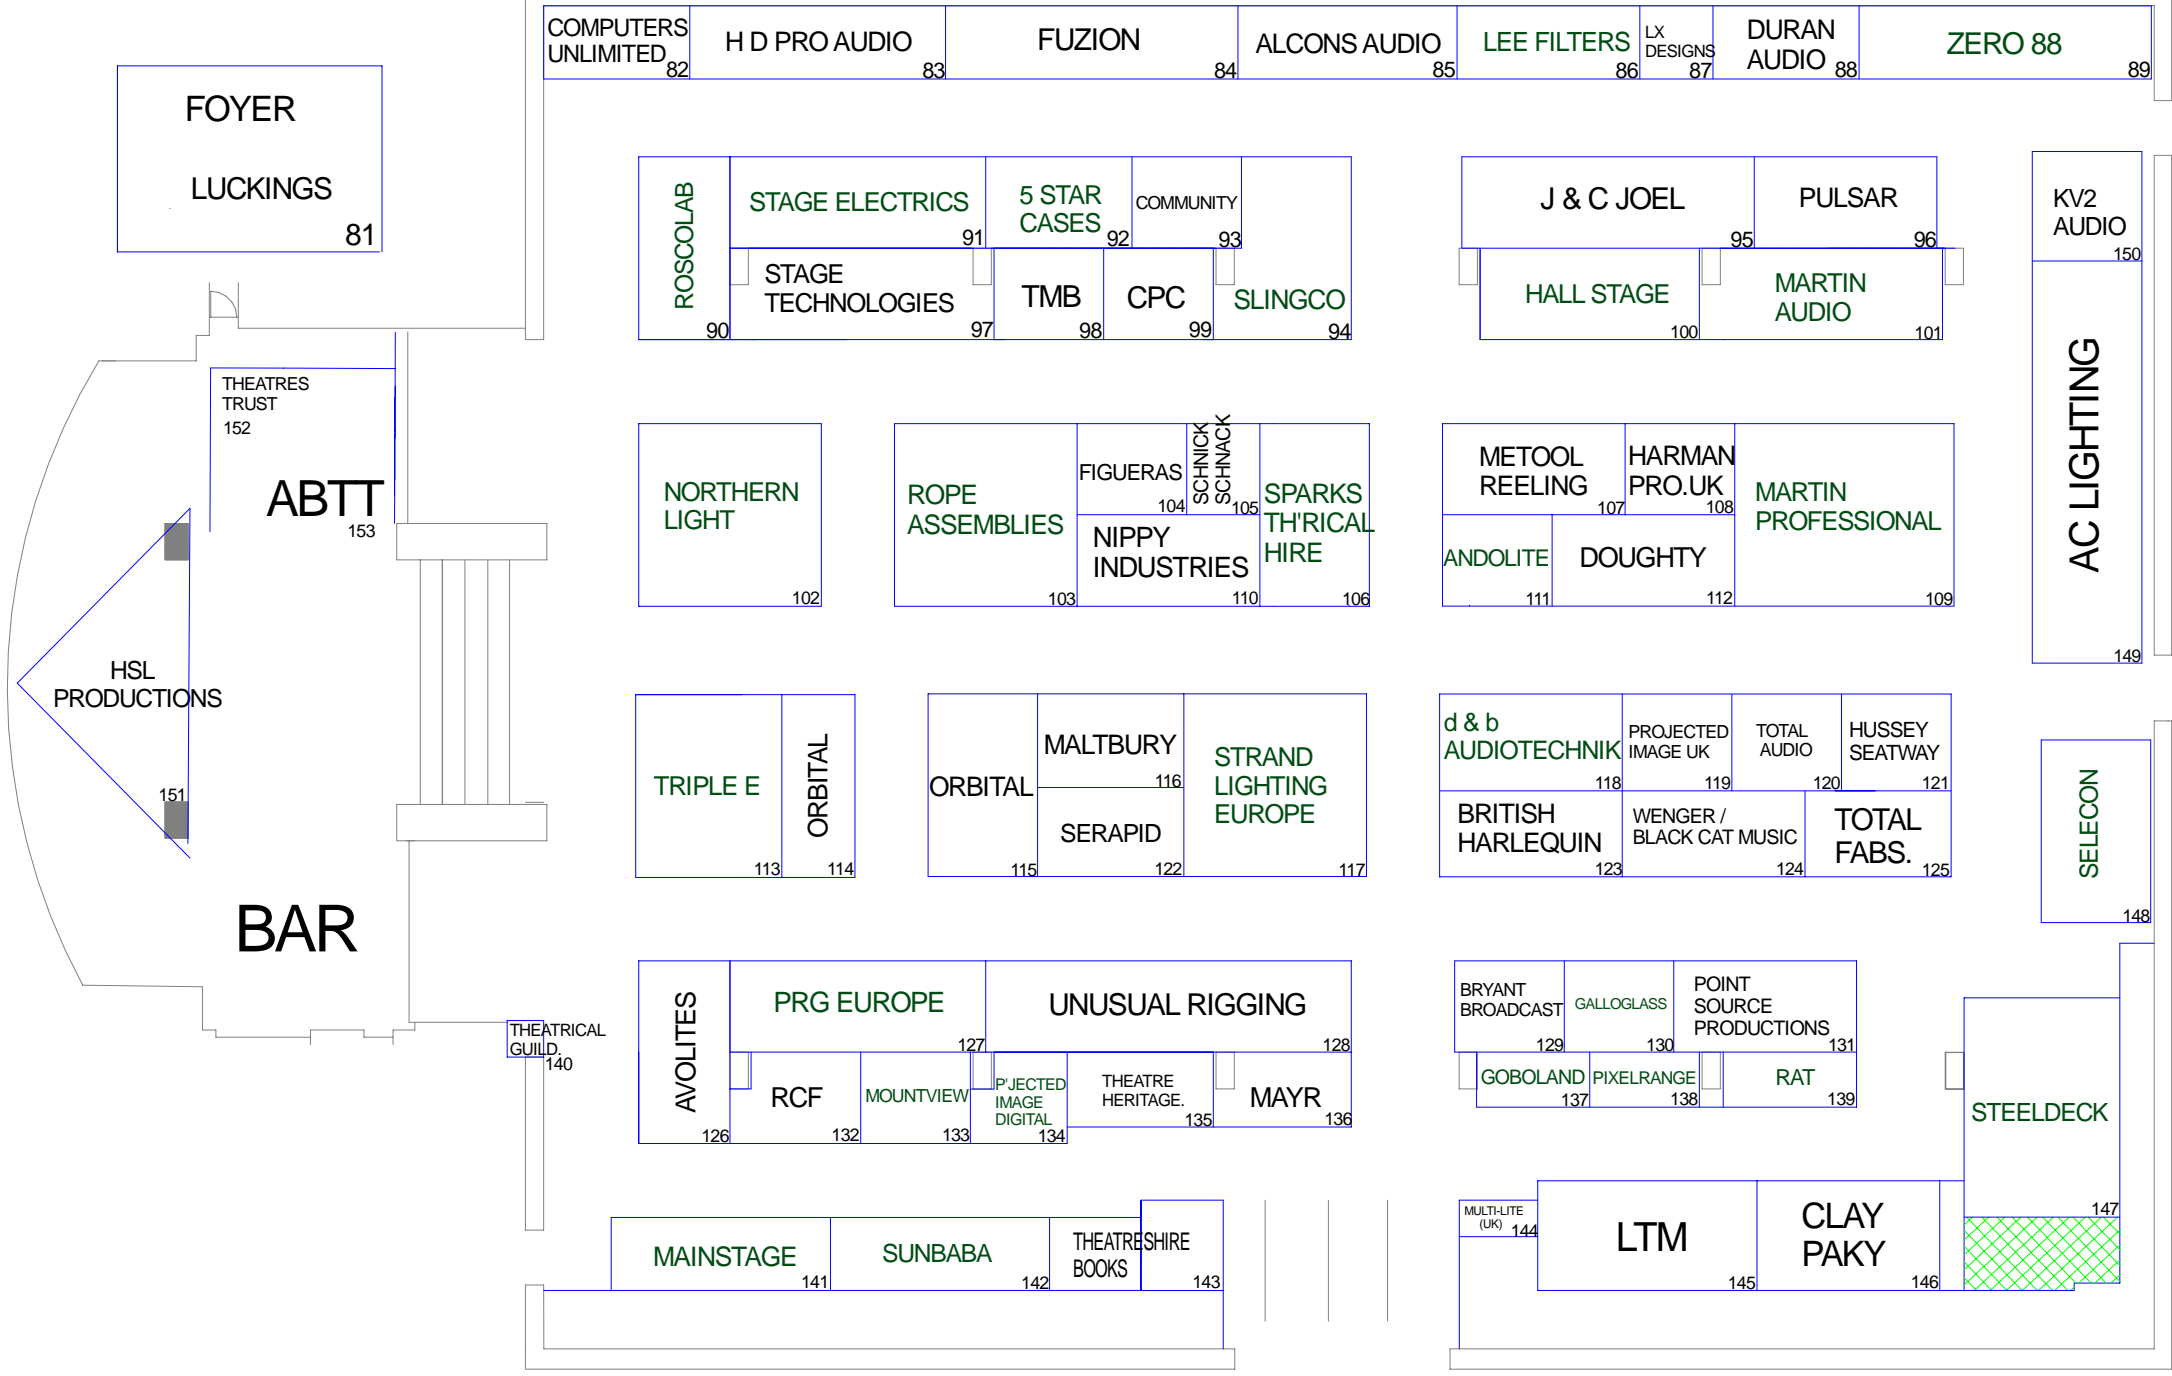 COMPUTERS
UNLIMITED
82
H D PRO AUDIO
83
FUZION
84
ALCONS AUDIO
85
LEE FILTERS
86
LX
DESIGNS
87
DURAN
AUDIO
88
ZERO 88
89
FOYER
LUCKINGS
81
ROSCOLAB
90
STAGE ELECTRICS
91
5 STAR
CASES
92
COMMUNITY
93
SLINGCO
94
J & C JOEL
95
PULSAR
96
KV2
AUDIO
150
STAGE
TECHNOLOGIES
97
TMB
98
CPC
99
HALL STAGE
100
MARTIN
AUDIO
101
AC LIGHTING
149
THEATRES
TRUST
152
ABTT
153
NORTHERN
LIGHT
102
ROPE
ASSEMBLIES
103
FIGUERAS
104
SCHNICK
SCHNACK
105
SPARKS
TH'RICAL
HIRE
106
NIPPY
INDUSTRIES
110
METOOL
REELING
107
HARMAN
PRO.UK
108
MARTIN
PROFESSIONAL
109
ANDOLITE
111
DOUGHTY
112
HSL
PRODUCTIONS
151
TRIPLE E
113
ORBITAL
114
ORBITAL
115
MALTBURY
116
SERAPID
122
STRAND
LIGHTING
EUROPE
117
d & b
AUDIOTECHNIK
118
PROJECTED
IMAGE UK
119
TOTAL
AUDIO
120
HUSSEY
SEATWAY
121
BRITISH
HARLEQUIN
123
WENGER /
BLACK CAT MUSIC
124
TOTAL
FABS.
125
SELECON
148
BAR
THEATRICAL
GUILD.
140
AVOLITES
126
PRG EUROPE
127
UNUSUAL RIGGING
128
RCF
132
MOUNTVIEW
133
P'JECTED
IMAGE
DIGITAL
134
THEATRE
HERITAGE.
135
MAYR
136
BRYANT
BROADCAST
129
GALLOGLASS
130
POINT
SOURCE
PRODUCTIONS
131
GOBOLAND
137
PIXELRANGE
138
RAT
139
STEELDECK
147
MAINSTAGE
141
SUNBABA
142
THEATRESHIRE
BOOKS
143
MULTI-LITE
(UK)
144
LTM
145
CLAY
PAKY
146